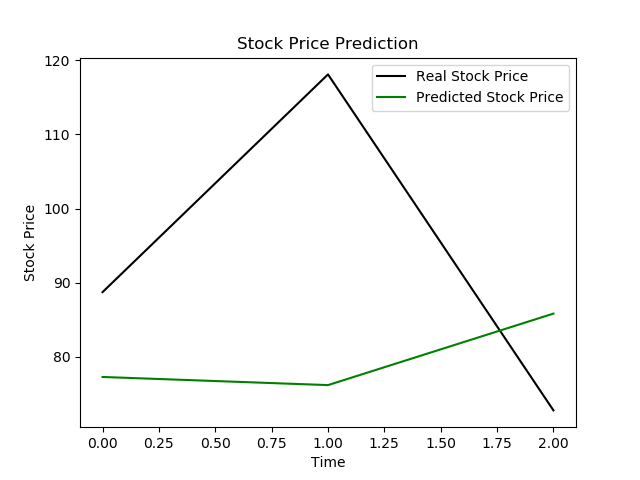 Stock Price Prediction
Real Stock Price
Predicted Stock Price
Stock Price
120
110
100
90
80
0.00 0.25 0.50 0.75 1.00 1.25 1.50 1.75 2.00
Time